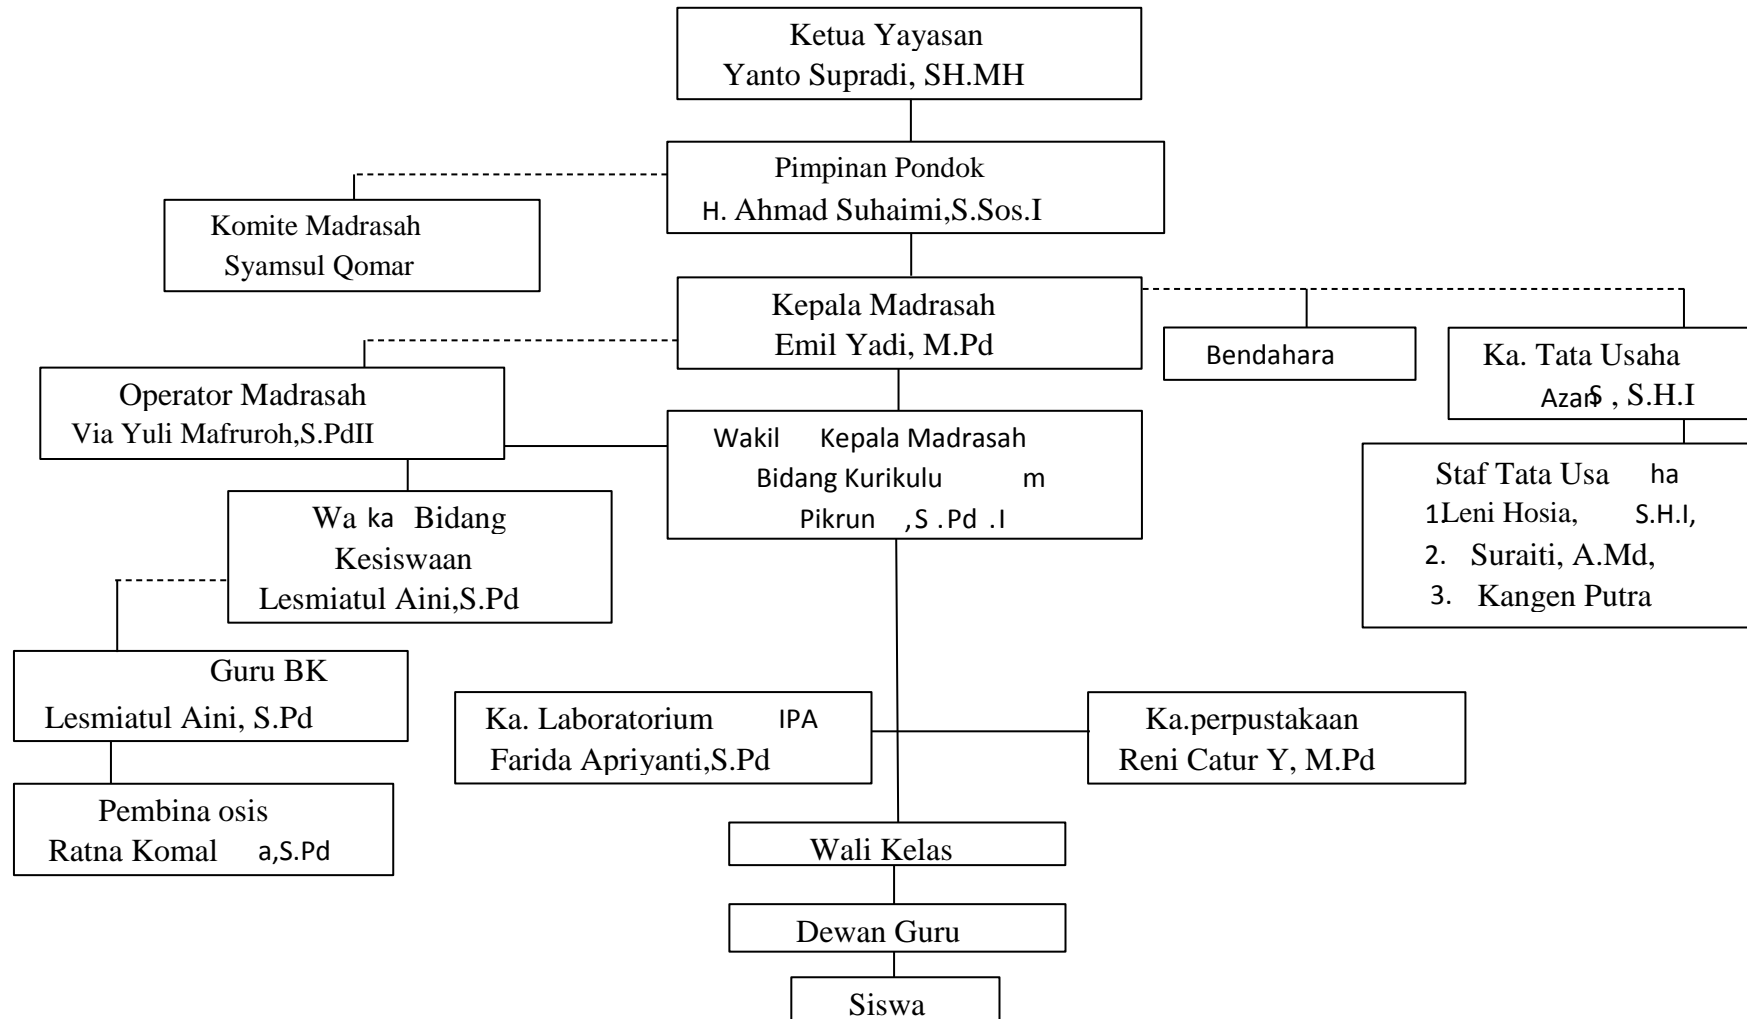 Ketua Yayasan
Yanto Supradi, SH.MH
Pimpinan Pondok
H. Ahmad Suhaimi,S.Sos.I
Komite Madrasah
Syamsul Qomar
Kepala Madrasah
Emil Yadi, M.Pd
Bendahara
Ka. Tata Usaha
, S.H.I
Operator Madrasah
Via Yuli Mafruroh,S.PdII
Wakil Kepala Madrasah
Bidang Kurikulu m
Pikrun ,S .Pd .I
Staf Tata Usa ha
1.Leni Hosia, S.H.I,
2. Suraiti, A.Md,
3. Kangen Putra
Wa ka Bidang
Kesiswaan
Lesmiatul Aini,S.Pd
Guru BK
Lesmiatul Aini, S.Pd
Ka. Laboratorium IPA
Farida Apriyanti,S.Pd
Ka.perpustakaan
Reni Catur Y, M.Pd
Pembina osis
Ratna Komal a,S.Pd
Wali Kelas
Dewan Guru
Siswa